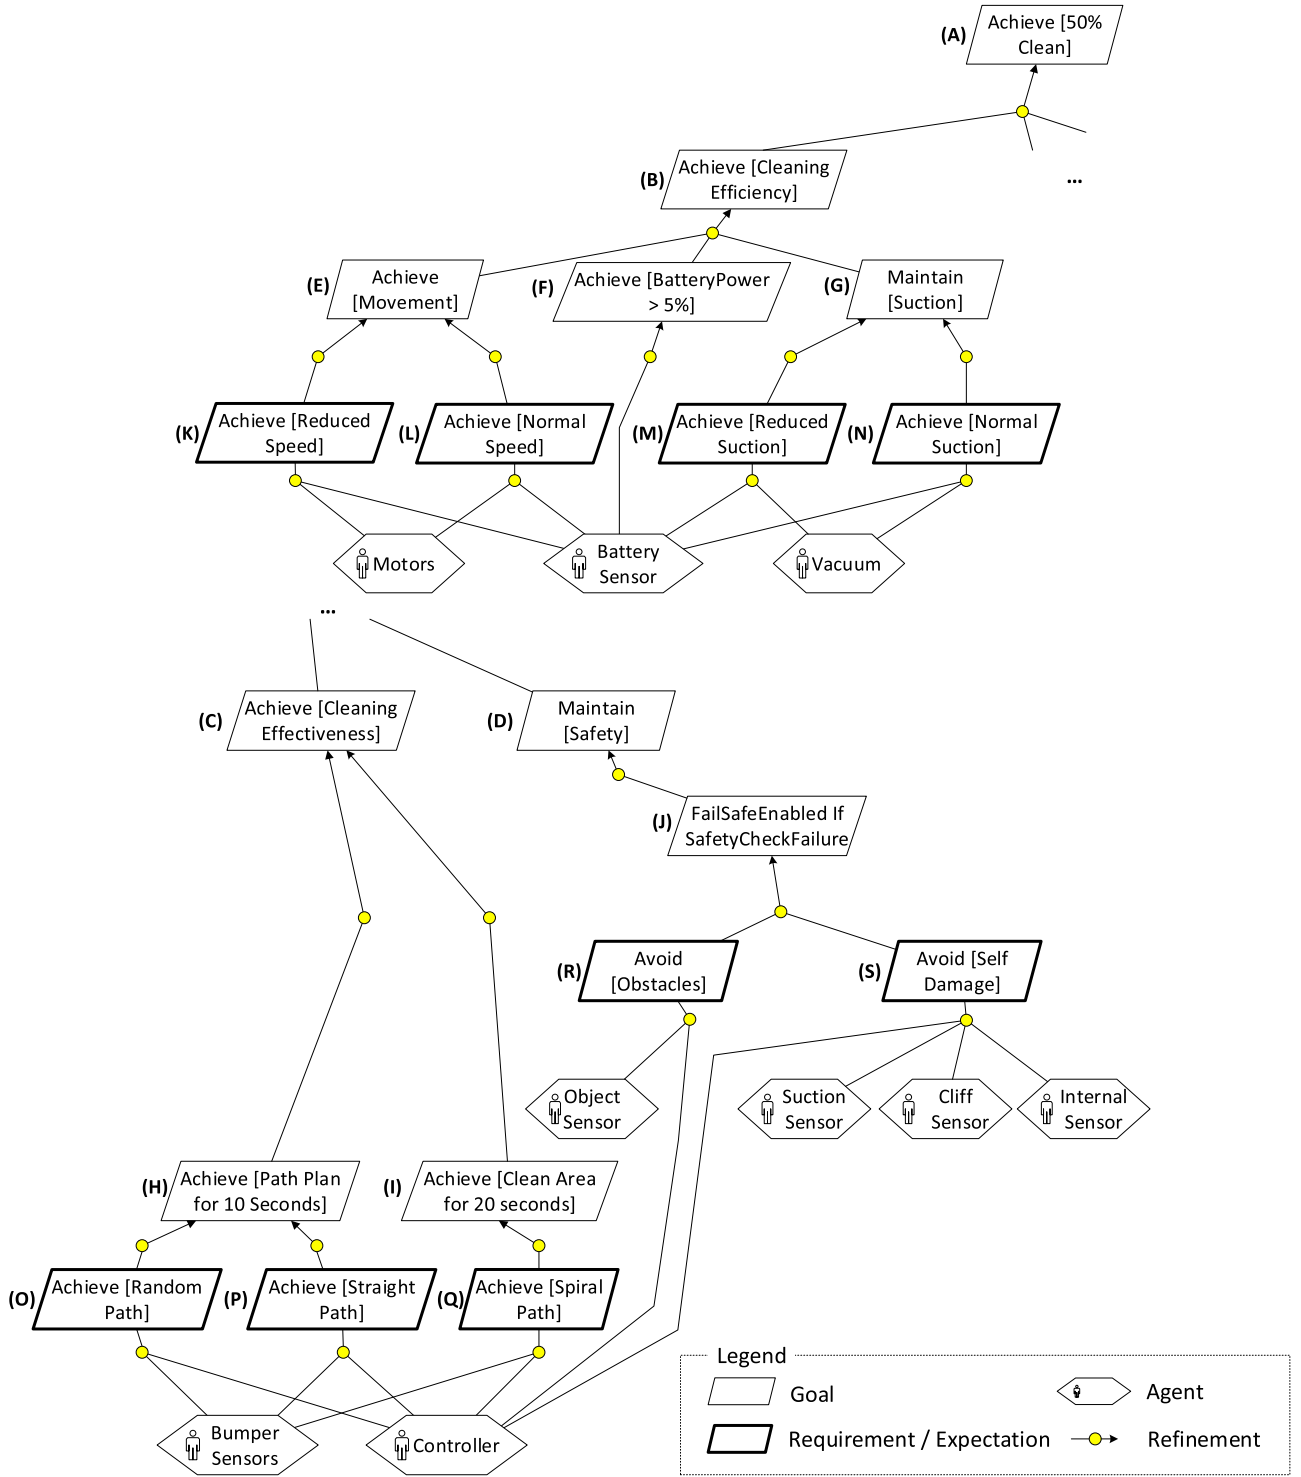 (A)
Achieve [50%
Clean]
(B)
Achieve [Cleaning
Efficiency]
...
(E)
Achieve
[Movement]
(F)
Achieve [BatteryPower
> 5%]
(G)
Maintain
[Suction]
(K)
Achieve [Reduced
Speed]
(L)
Achieve [Normal
Speed]
(M)
Achieve [Reduced
Suction]
(N)
Achieve [Normal
Suction]
Motors
Battery
Sensor
Vacuum
...
(C)
Achieve [Cleaning
Effectiveness]
(D)
Maintain
[Safety]
(J)
FailSafeEnabled If
SafetyCheckFailure
(R)
Avoid
[Obstacles]
(S)
Avoid [Self
Damage]
Object
Sensor
Suction
Sensor
Cliff
Sensor
Internal
Sensor
(H)
Achieve [Path Plan
for 10 Seconds]
(I)
Achieve [Clean Area
for 20 seconds]
(O)
Achieve [Random
Path]
(P)
Achieve [Straight
Path]
(Q)
Achieve [Spiral
Path]
Bumper
Sensors
Controller
Legend
Goal
Agent
Requirement / Expectation
Refinement